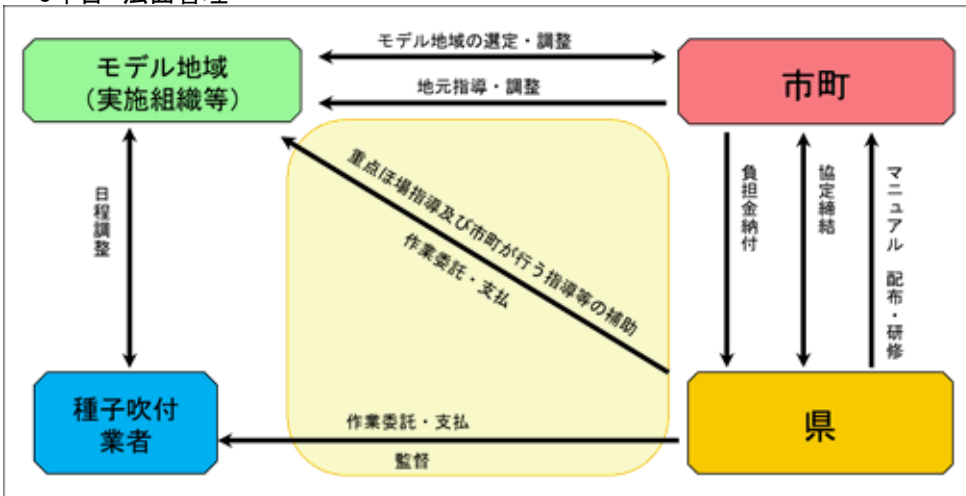 モデル地域
（実施組織等）
モデル地域の選定・調整
地元指導・調整
市町
日程調整
重点ほ場指導及び市町が行う指導等の補助
作業委託・支払
負担金納付
協定締結
マニュアル 配布・研修
種子吹付
業者
作業委託・支払
監督
県